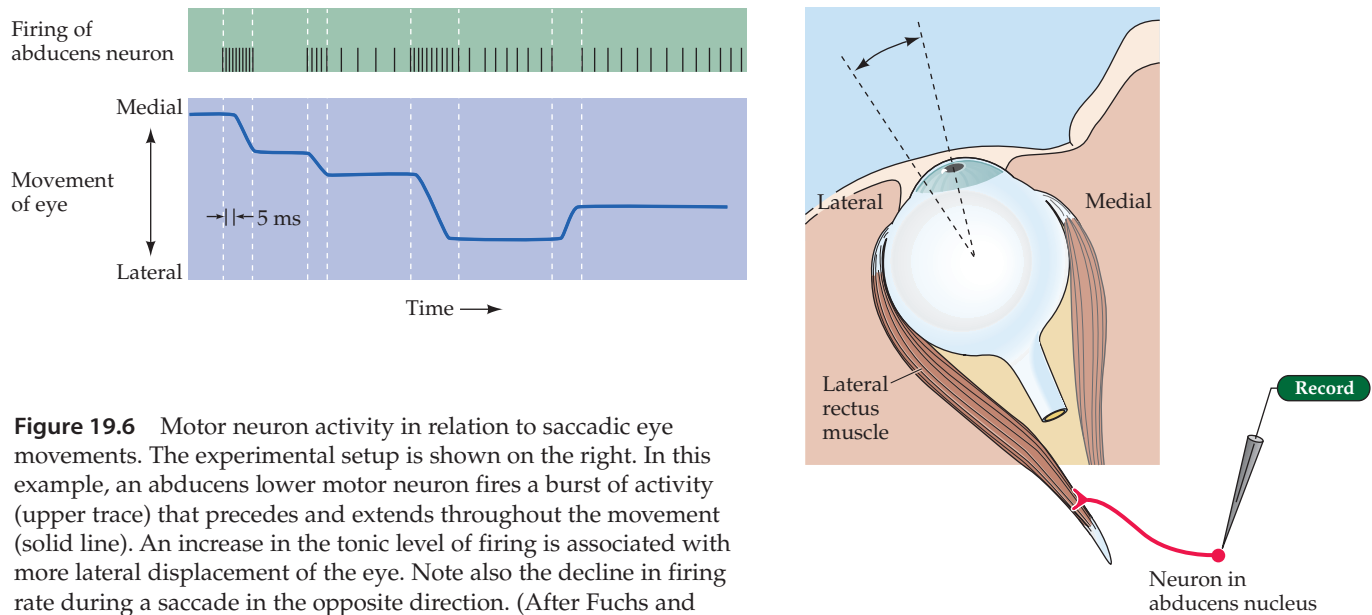 Firing of
abducens neuron
Medial
Movement
of eye
5 ms
Lateral
Time
Lateral
Medial
Lateral
rectus
muscle
Record
Neuron in
abducens nucleus
Figure 19.6 Motor neuron activity in relation to saccadic eye
movements. The experimental setup is shown on the right. In this
example, an abducens lower motor neuron fires a burst of activity
(upper trace) that precedes and extends throughout the movement
(solid line). An increase in the tonic level of firing is associated with
more lateral displacement of the eye. Note also the decline in firing
rate during a saccade in the opposite direction. (After Fuchs and